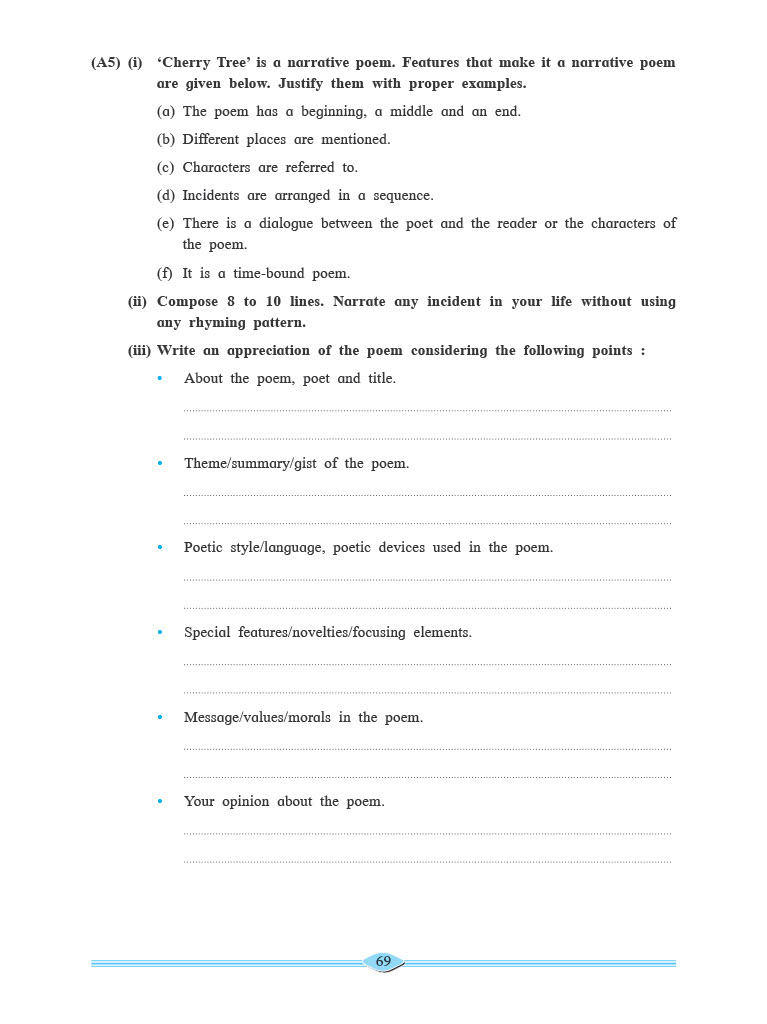 (A5) (i) ‘Cherry Tree’ is a narrative poem. Features that make it a narrative poem
are given below. Justify them with proper examples.
(a) The poem has a beginning, a middle and an end.
(b) Different places are mentioned.
(c) Characters are referred to.
(d) Incidents are arranged in a sequence.
(e) There is a dialogue between the poet and the reader or the characters of
the poem.
(f) It is a time-bound poem.
(ii) Compose 8 to 10 lines. Narrate any incident in your life without using
any rhyming pattern.
(iii) Write an appreciation of the poem considering the following points :
• About the poem, poet and title.
• Theme/summary/gist of the poem.
• Poetic style/language, poetic devices used in the poem.
• Special features/novelties/focusing elements.
• Message/values/morals in the poem.
• Your opinion about the poem.
69